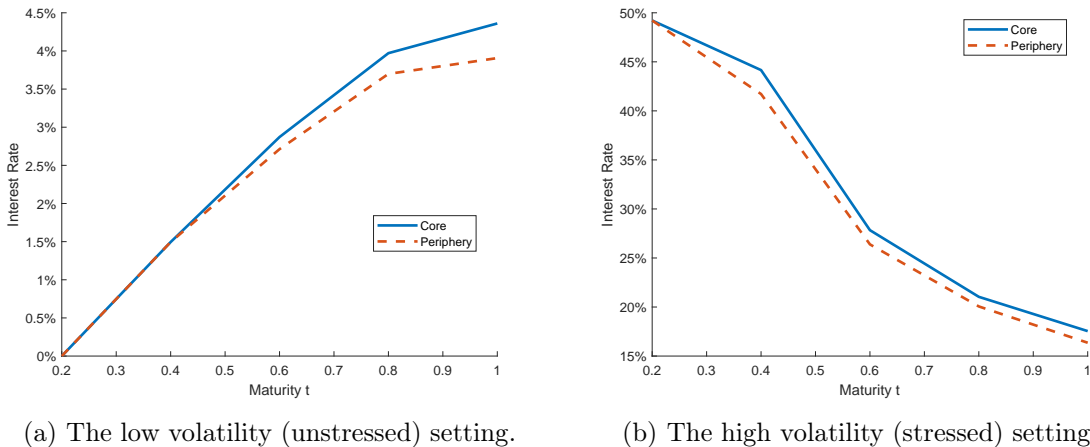 4.5%
4%
3.5%
3%
2.5%
2%
1.5%
1%
0.5%
0%
Interest Rate
0.2 0.3 0.4 0.5 0.6 0.7 0.8 0.9 1
Maturity t
Core
Periphery
(a) The low volatility (unstressed) setting.
50%
45%
40%
35%
30%
25%
20%
15%
Interest Rate
0.2 0.3 0.4 0.5 0.6 0.7 0.8 0.9 1
Maturity t
Core
Periphery
(b) The high volatility (stressed) setting